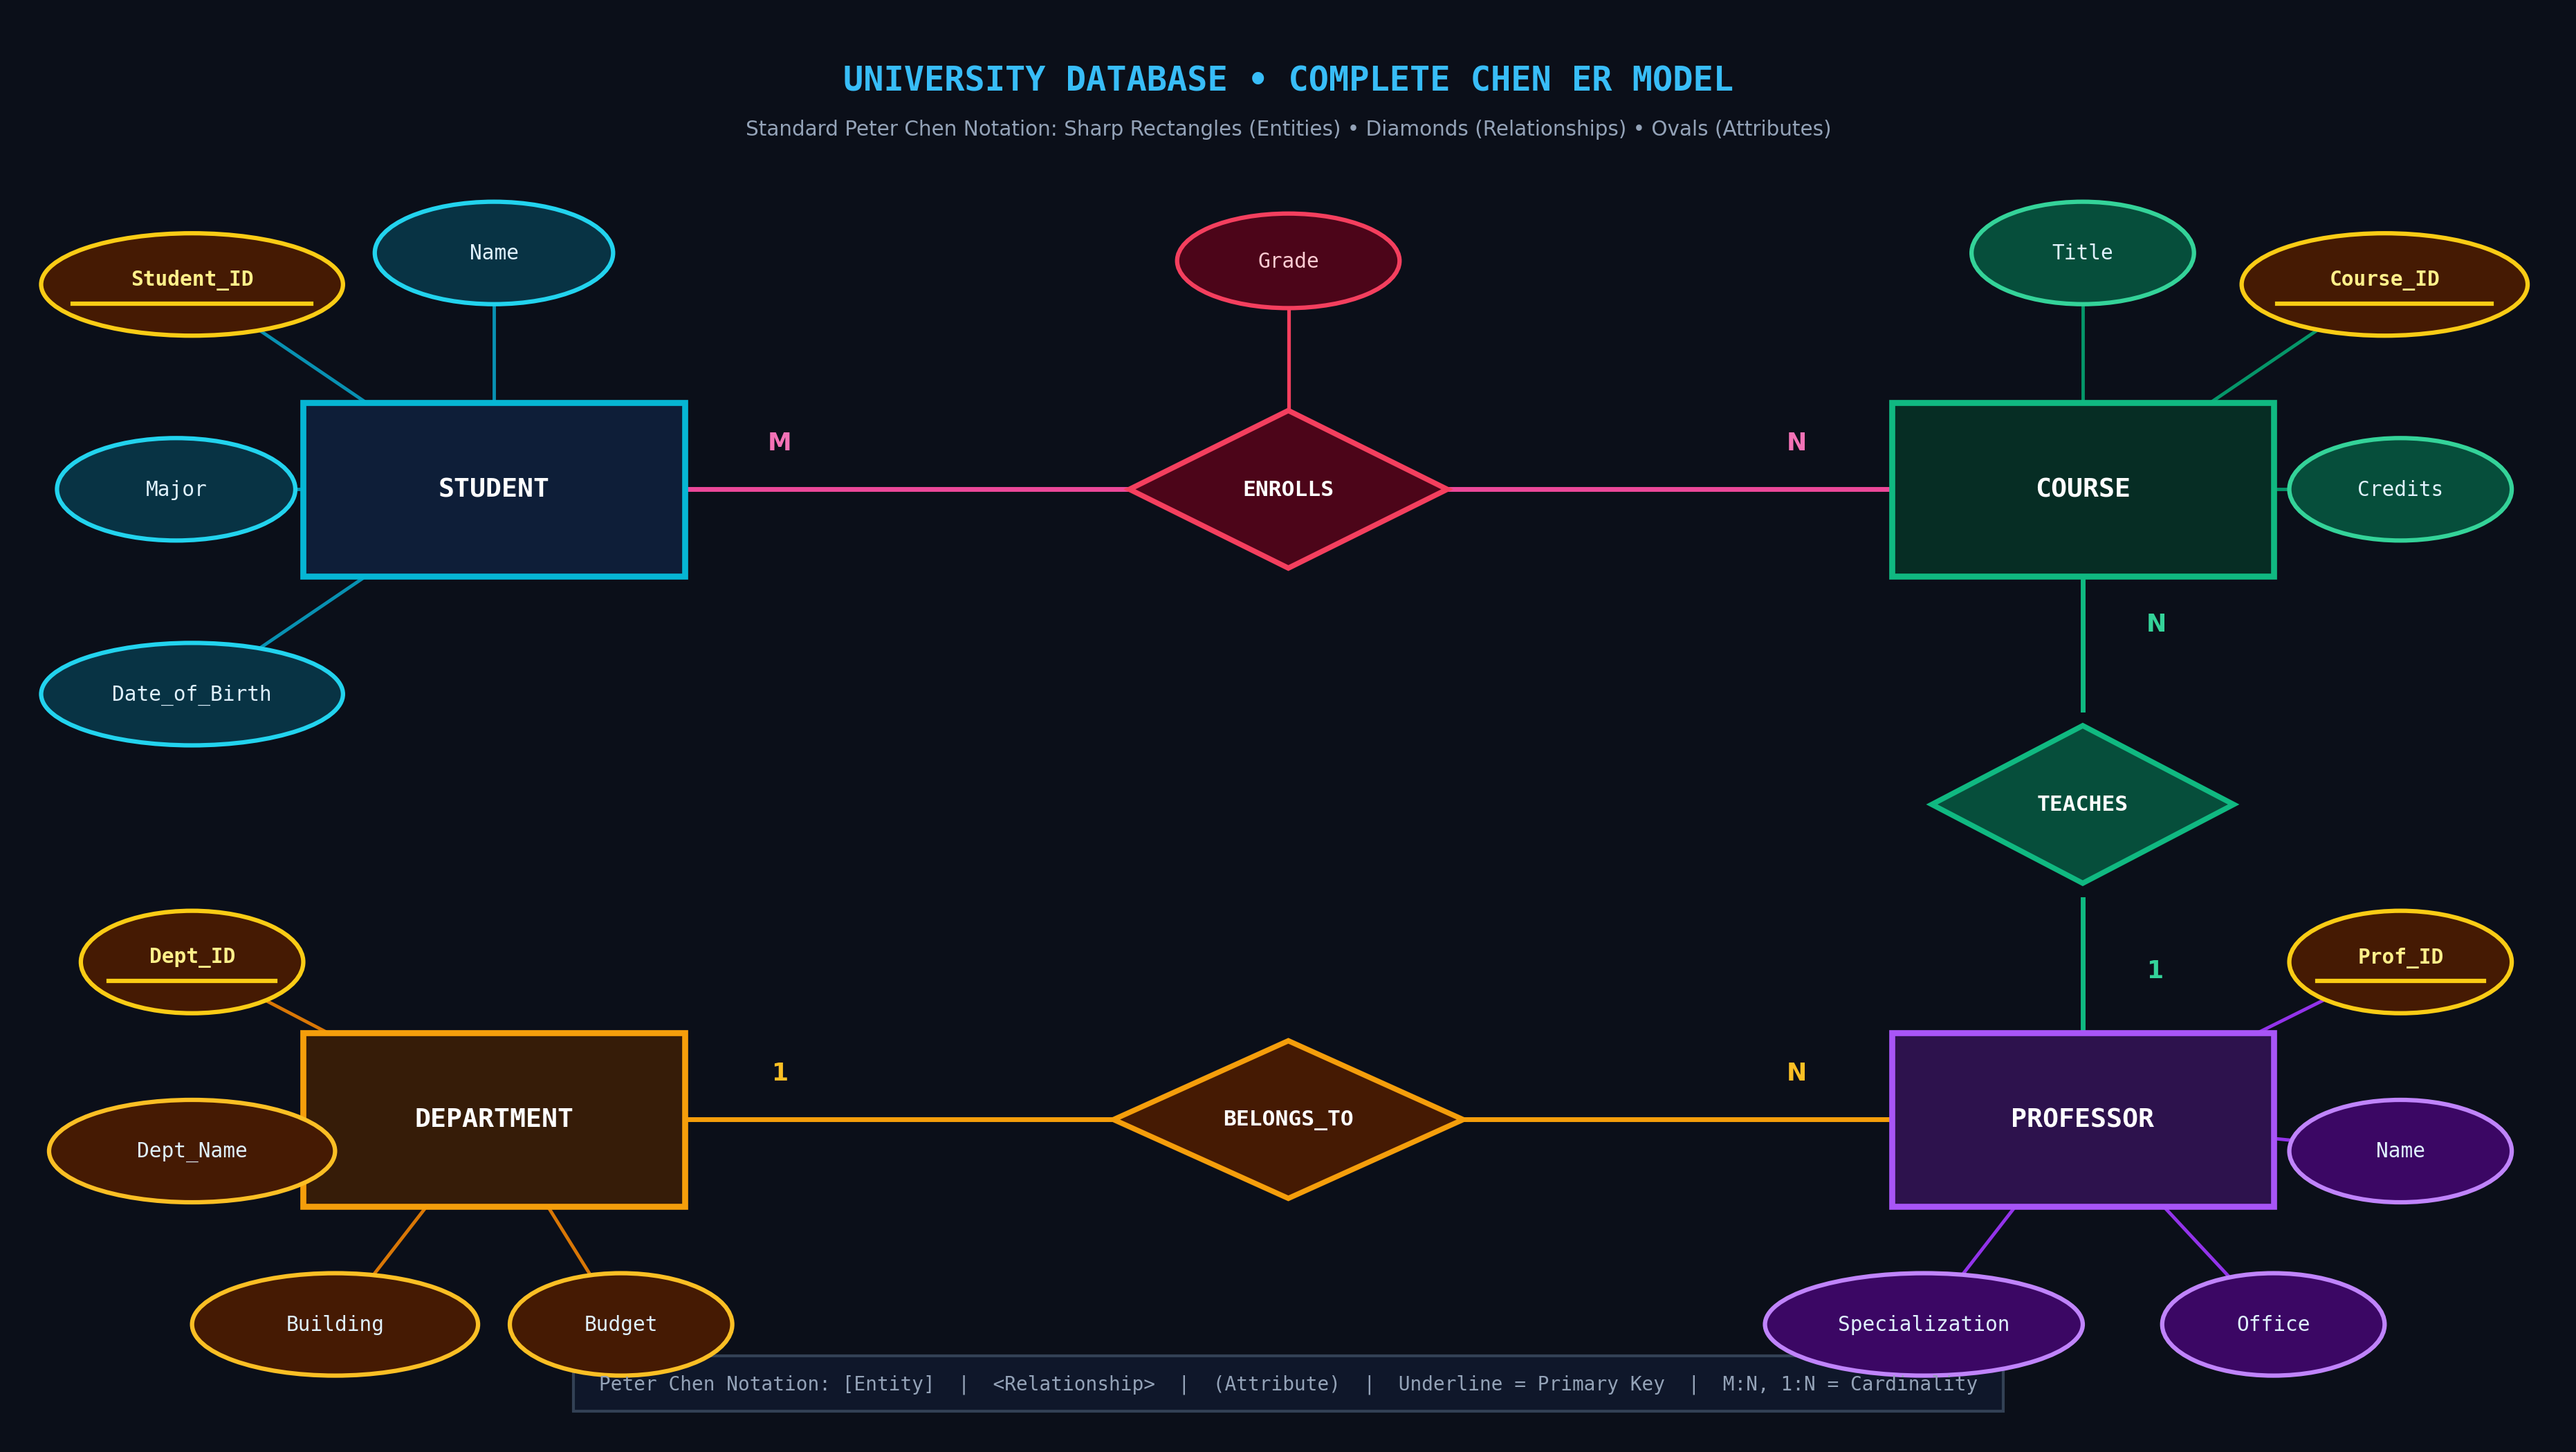 UNIVERSITY DATABASE • COMPLETE CHEN ER MODEL
Standard Peter Chen Notation: Sharp Rectangles (Entities) • Diamonds (Relationships) • Ovals (Attributes)
Student_ID
Name
Grade
Title
Course_ID
M
N
Major
STUDENT
ENROLLS
COURSE
Credits
N
Date_of_Birth
TEACHES
Dept_ID
1
Prof_ID
1
N
DEPARTMENT
BELONGS_TO
PROFESSOR
Dept_Name
Name
Building
Budget
Specialization
Office
Peter Chen Notation: [Entity] | <Relationship> | (Attribute) | Underline = Primary Key | M:N, 1:N = Cardinality